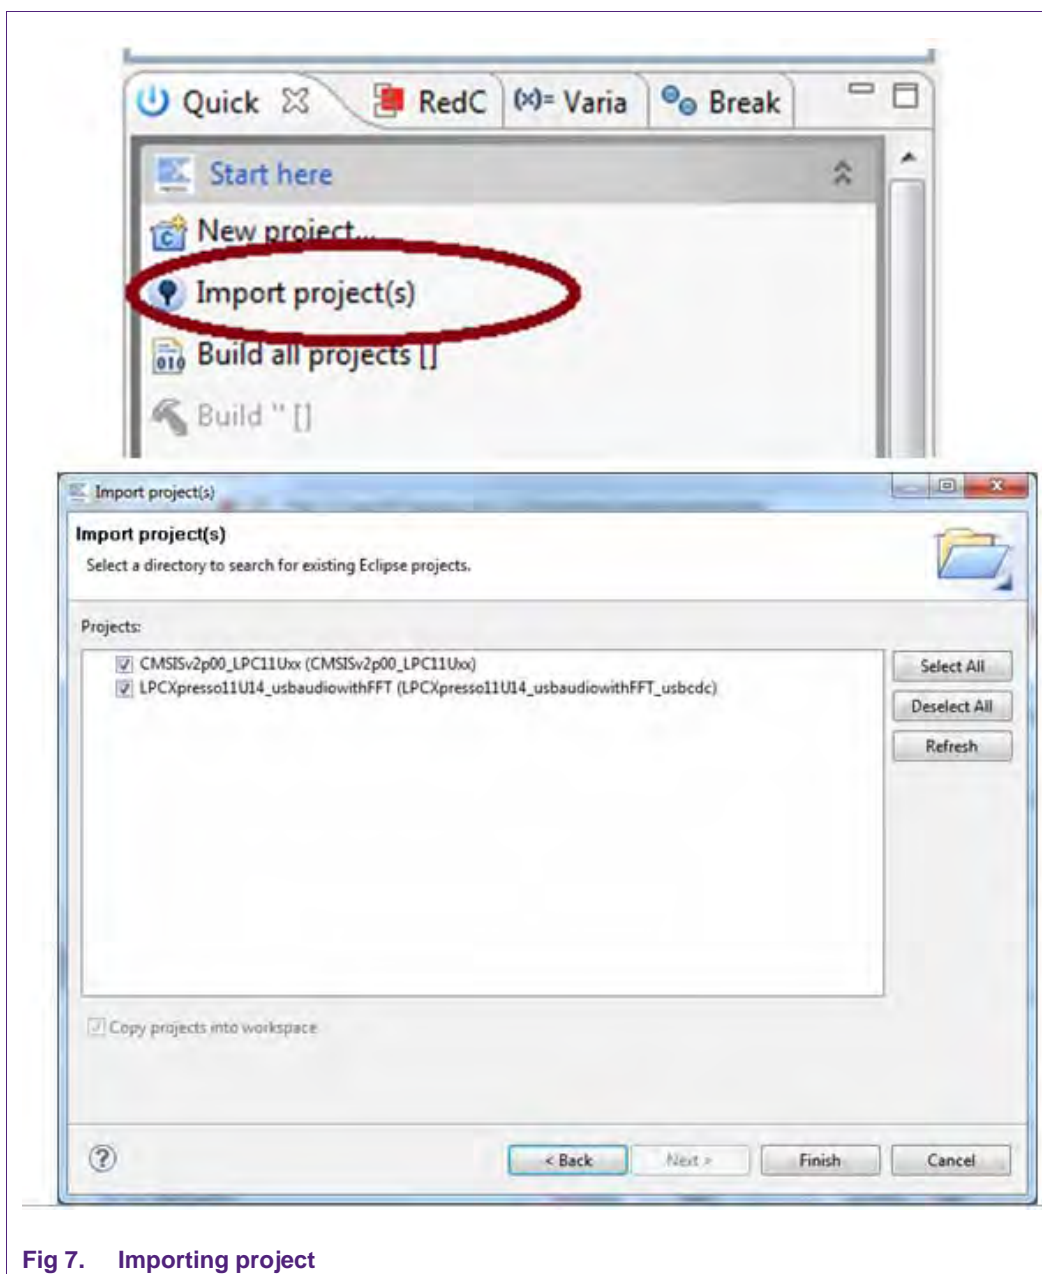 Quick RedC (x)= Varia Break
Start here
New project...
Import project(s)
010 Build all projects []
Build '' []
Import project(s)
Import project(s)
Select a directory to search for existing Eclipse projects.
Projects:
CMSISv2p00_LPC11Uxx (CMSISv2p00_LPC11Uxx)
LPCXpresso11U14_usbaudiowithFFT (LPCXpresso11U14_usbaudiowithFFT_usbcdc)
Select All
Deselect All
Refresh
Copy projects into workspace
< Back Next > Finish Cancel
Fig 7. Importing project